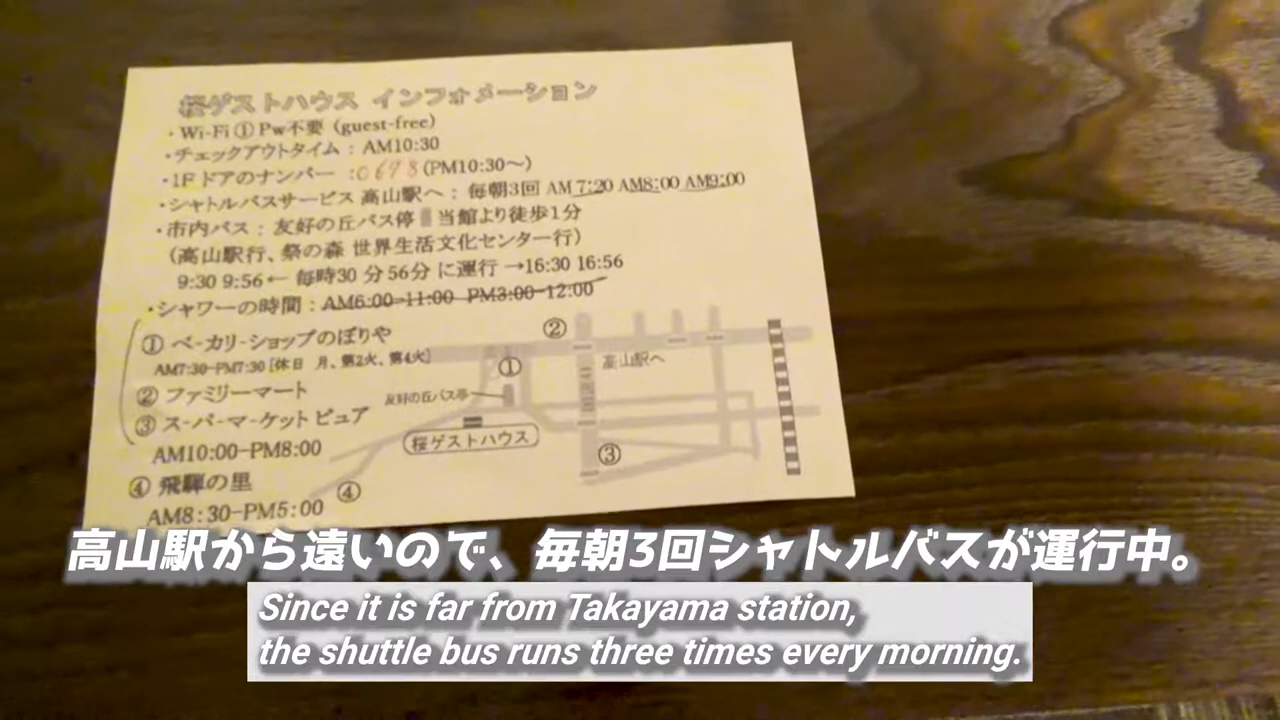 桜ゲストハウス インフォメーション
・Wi-Fi ① Pw不要 (guest-free)
・チェックアウトタイム : AM10:30
・1F ドアのナンバー :0698 (PM10:30～)
・シャトルバスサービス 高山駅へ : 毎朝3回 AM 7:20 AM8:00 AM9:00
・市内バス : 友好の丘バス停 当館より徒歩1分
(高山駅行、祭の森 世界生活文化センター行)
9:30 9:56← 毎時30 分 56分 に運行 →16:30 16:56
・シャワーの時間 : AM6:00-11:00 PM3:00-12:00
① ベーカリーショップのぼりや
AM7:30-PM7:30 [休日 月、第2火、第4火]
② ファミリーマート
③ スーパーマーケット ピュア
AM10:00-PM8:00
④ 飛騨の里
AM8:30-PM5:00
②
高山駅へ
①
友好の丘バス停
桜ゲストハウス
③
④
高山駅から遠いので、毎朝3回シャトルバスが運行中。
Since it is far from Takayama station,
the shuttle bus runs three times every morning.